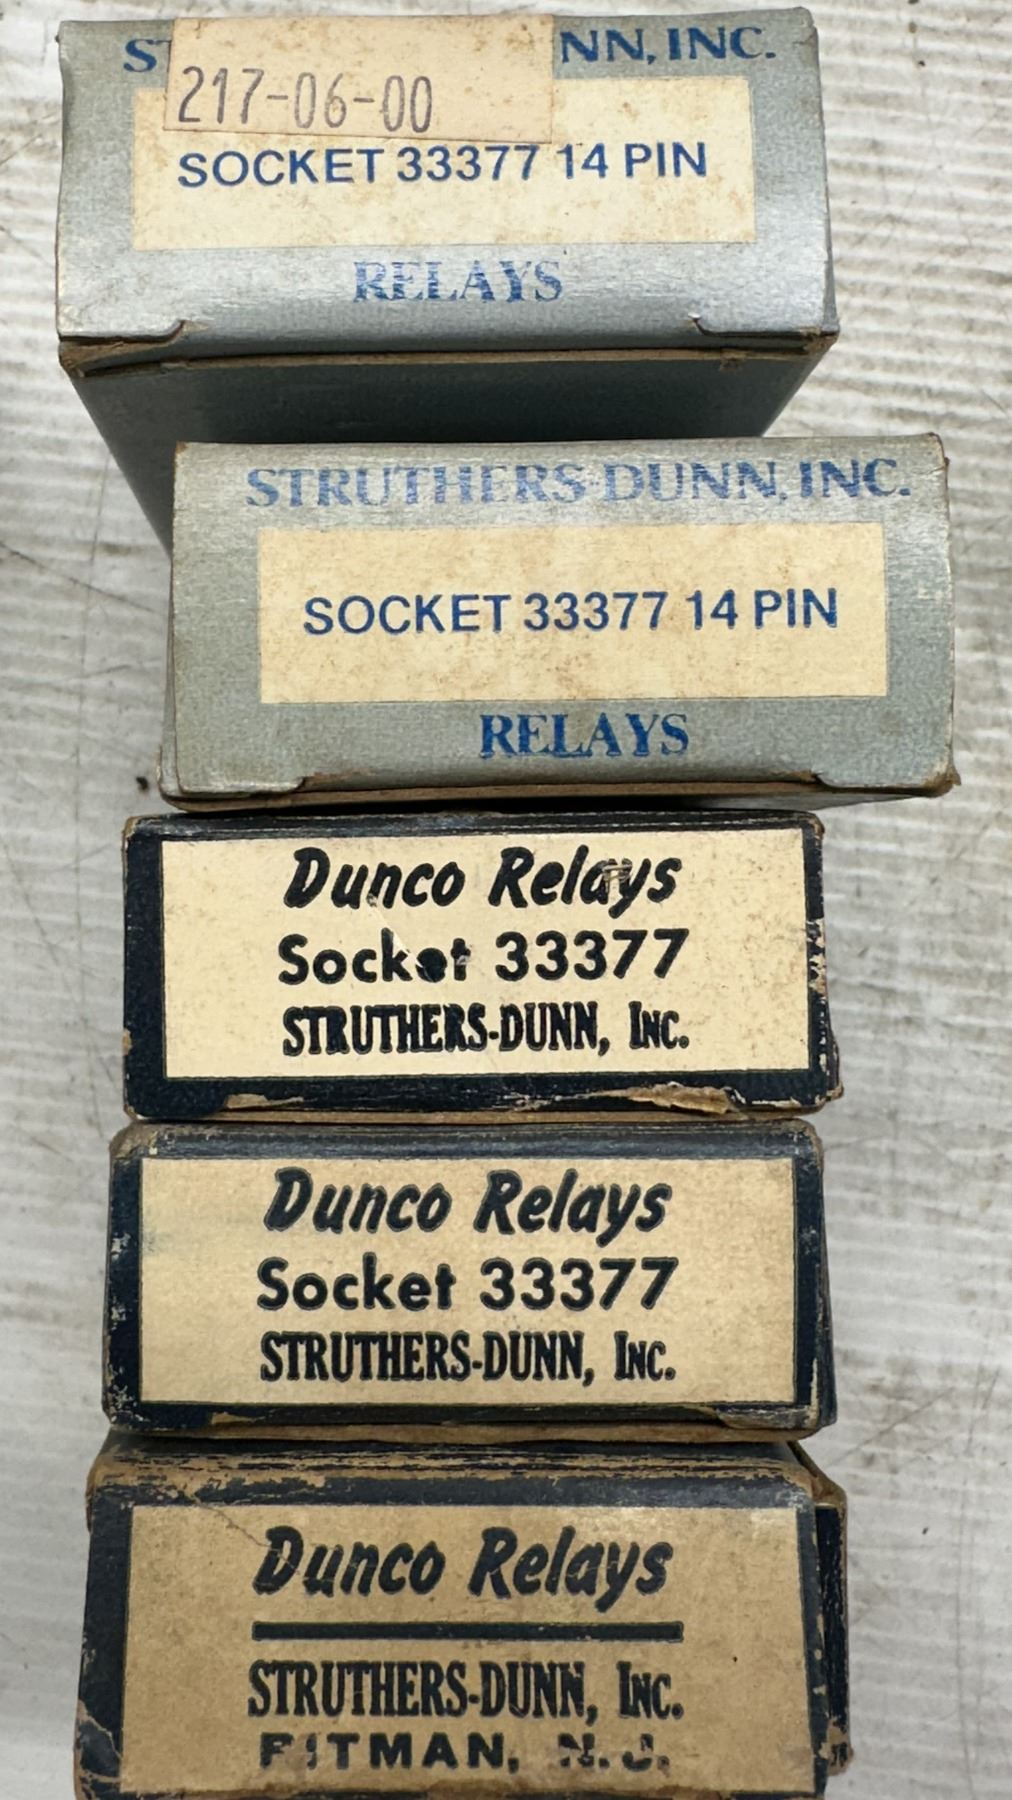 NN, INC.
217-06-00
SOCKET 33377 14 PIN
RELAYS
STRUTHERS-DUNN, INC.
SOCKET 33377 14 PIN
RELAYS
Dunco Relays
Socket 33377
STRUTHERS-DUNN, INC.
Dunco Relays
Socket 33377
STRUTHERS-DUNN, INC.
Dunco Relays
STRUTHERS-DUNN, INC.
PITMAN, N.J.